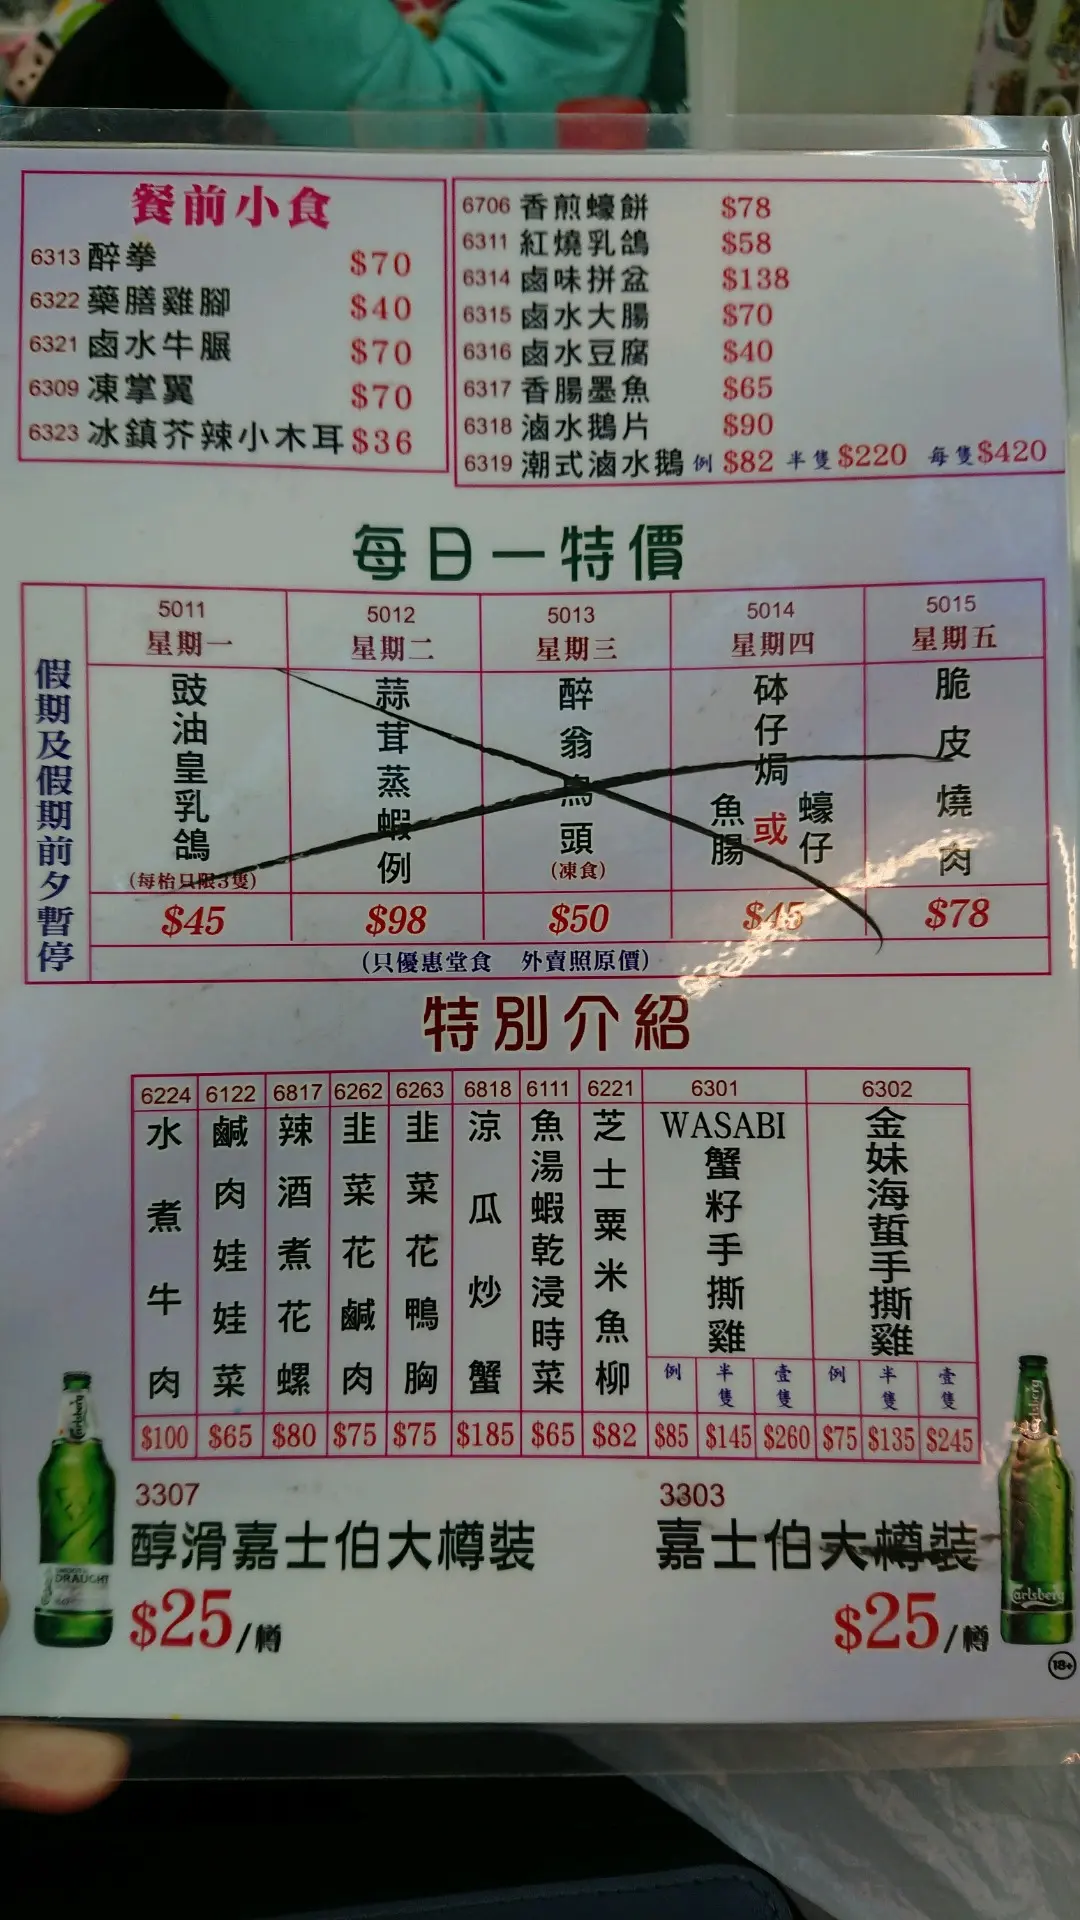 餐前小食
6313 醉拳 $70
6322 藥膳雞腳 $40
6321 鹵水牛𦟌 $70
6309 凍掌翼 $70
6323 冰鎮芥辣小木耳 $36
6706 香煎蠔餅 $78
6311 紅燒乳鴿 $58
6314 鹵味拼盆 $138
6315 鹵水大腸 $70
6316 鹵水豆腐 $40
6317 香腸墨魚 $65
6318 滷水鵝片 $90
6319 潮式滷水鵝 例 $82 半隻 $220 每隻 $420
每日一特價
假期及假期前夕暫停
5011 5012 5013 5014 5015
星期一 星期二 星期三 星期四 星期五
豉油皇乳鴿
(每枱只限3隻)
$45
蒜茸蒸蝦例
$98
醉翁鳥頭
(凍食)
$50
砵仔焗魚腸或蠔仔
$45
脆皮燒肉
$78
(只優惠堂食 外賣照原價)
特別介紹
6224 水煮牛肉 $100
6122 鹹肉娃娃菜 $65
6817 辣酒煮花螺 $80
6262 韭菜花鹹肉 $75
6263 韭菜花鴨胸 $75
6818 涼瓜炒蟹 $185
6111 魚湯蝦乾浸時菜 $65
6221 芝士粟米魚柳 $82
6301 WASABI蟹籽手撕雞
例 半隻 壹隻
$85 $145 $260
6302 金妹海蜇手撕雞
例 半隻 壹隻
$75 $135 $245
3307
醇滑嘉士伯大樽裝
$25/樽
3303
嘉士伯大樽裝
$25/樽
Carlsberg
DRAUGHT
Carlsberg
Carlsberg
18+